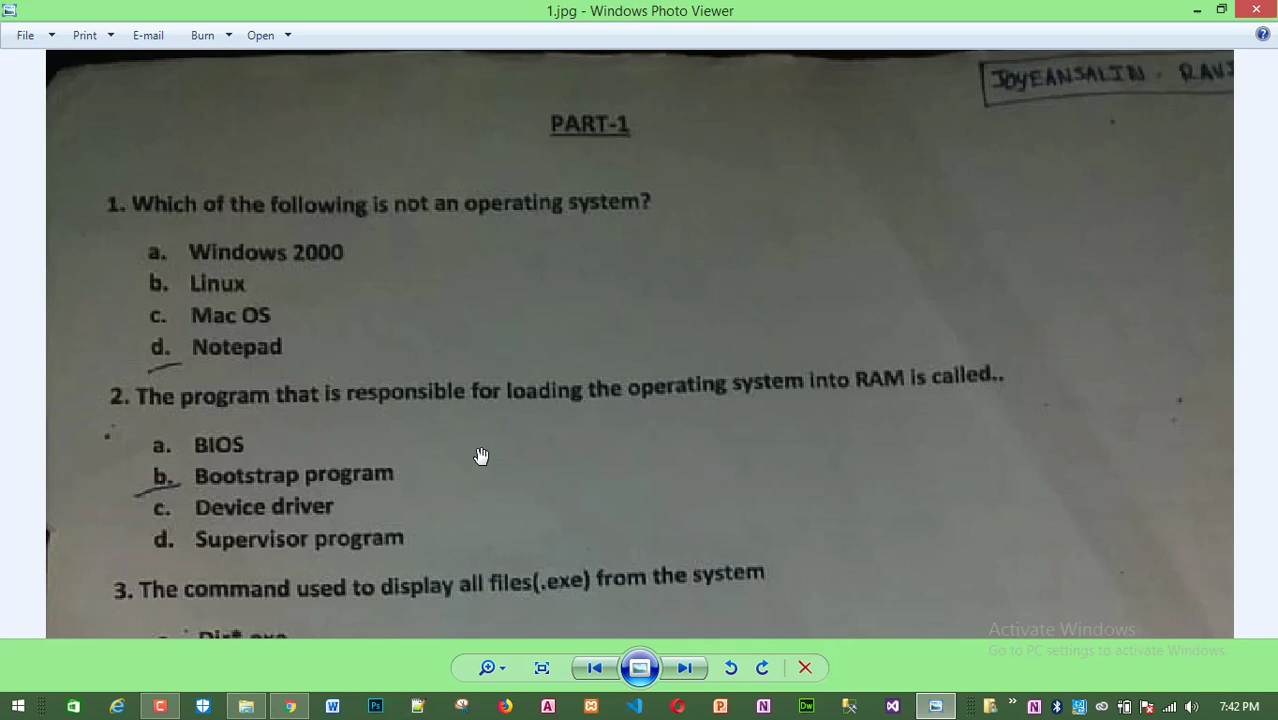 1.jpg - Windows Photo Viewer
File Print E-mail Burn Open
JOYEANSALIN
PART-1
1. Which of the following is not an operating system?
a. Windows 2000
b. Linux
c. Mac OS
d. Notepad
2. The program that is responsible for loading the operating system into RAM is called..
a. BIOS
b. Bootstrap program
c. Device driver
d. Supervisor program
3. The command used to display all files(.exe) from the system
Activate Windows
Go to PC settings to activate Windows.
7:42 PM